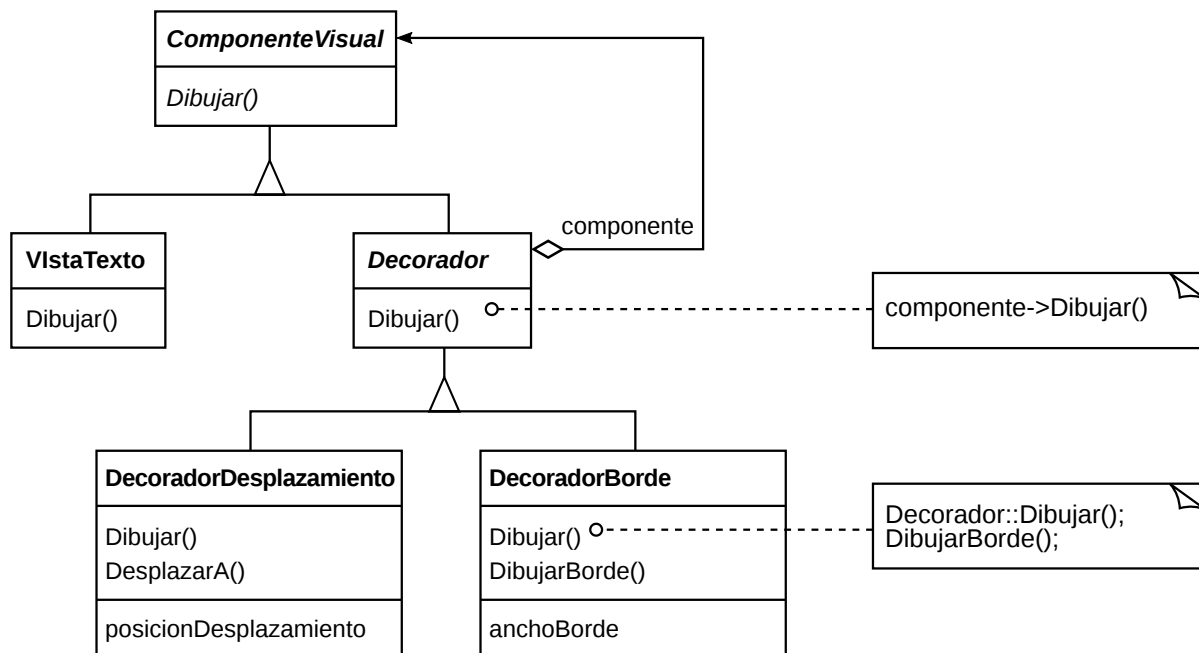 ComponenteVisual
Dibujar()
componente
VIstaTexto
Dibujar()
Decorador
Dibujar()
componente->Dibujar()
DecoradorDesplazamiento
Dibujar()
DesplazarA()
posicionDesplazamiento
DecoradorBorde
Dibujar()
DibujarBorde()
anchoBorde
Decorador::Dibujar();
DibujarBorde();